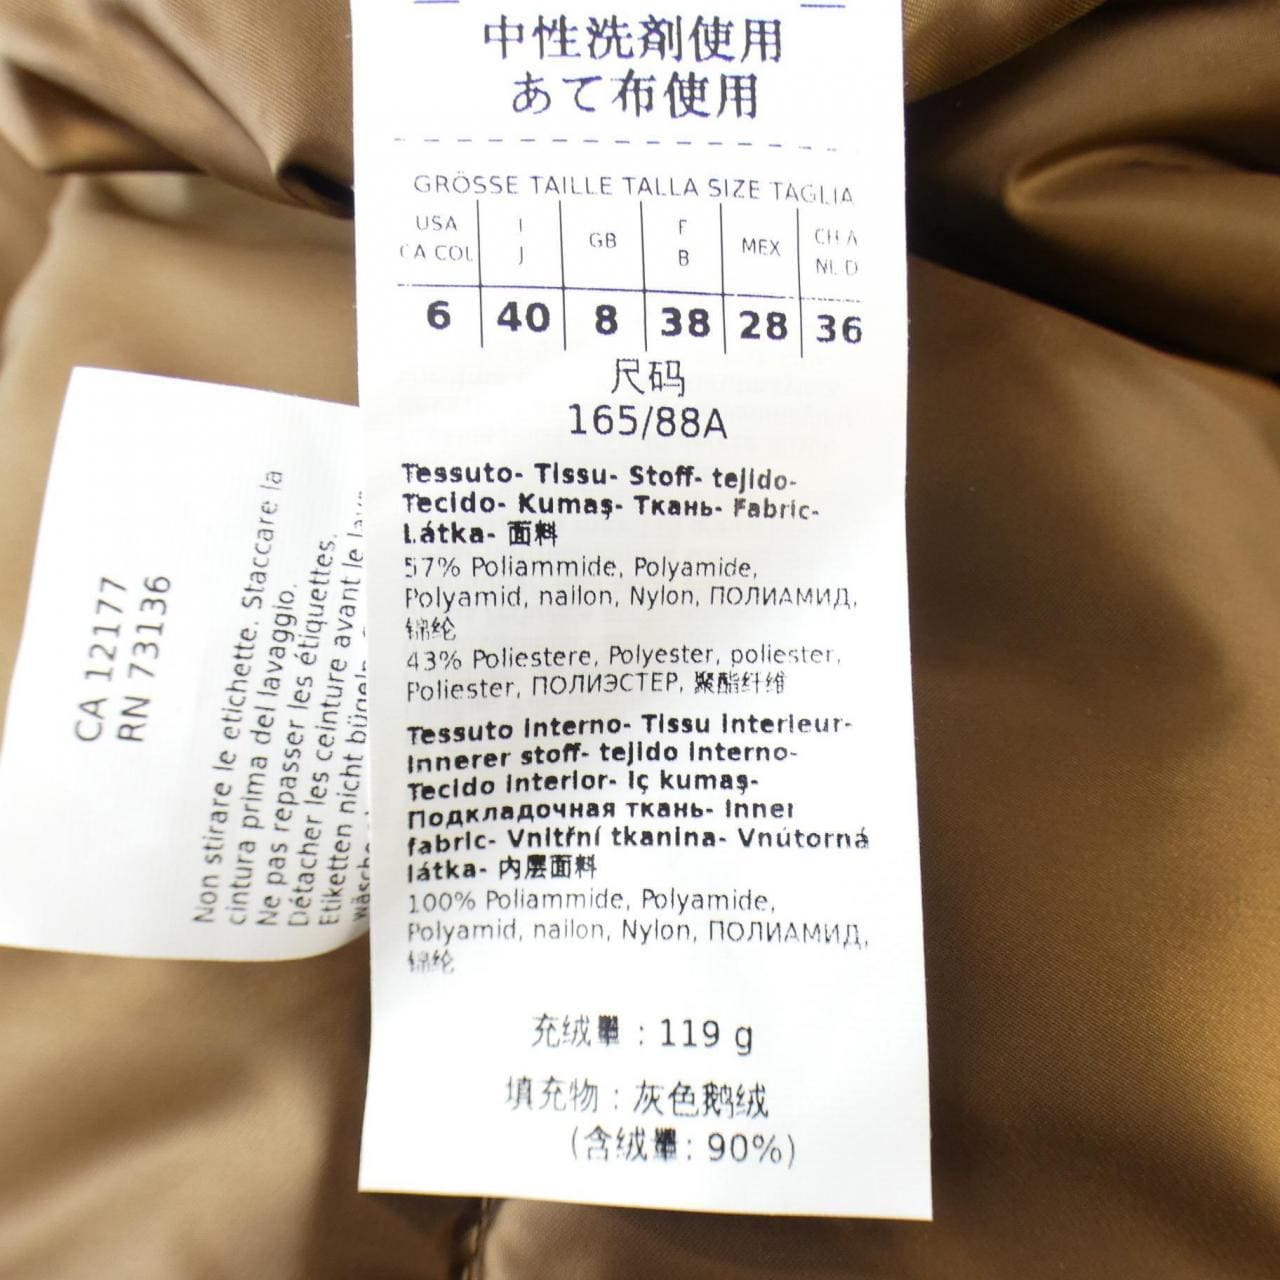 中性洗剤使用
あて布使用
GRÖSSE TAILLE TALLA SIZE TAGLIA
USA I GB F MEX CH A
CA COL J B NL D
6 40 8 38 28 36
尺码
165/88A
Tessuto- Tissu- Stoff- tejido-
Tecido- Kumaş- Ткань- Fabric-
Látka- 面料
57% Poliammide, Polyamide,
Polyamid, nailon, Nylon, ПОЛИАМИД,
锦纶
43% Poliestere, Polyester, poliester,
Poliester, ПОЛИЭСТЕР, 聚酯纤维
Tessuto interno- Tissu interieur-
Innerer stoff- tejido interno-
Tecido interior- iç kumaş-
Подкладочная ткань- Inner
fabric- Vnitřní tkanina- Vnútorná
látka- 内层面料
100% Poliammide, Polyamide,
Polyamid, nailon, Nylon, ПОЛИАМИД,
锦纶
充绒量：119 g
填充物：灰色鹅绒
(含绒量: 90%)
CA 12177
RN 73136
Non stirare le etichette. Staccare la
cintura prima del lavaggio.
Ne pas repasser les étiquettes.
Détacher les ceinture avant le
Etiketten nicht bügeln.